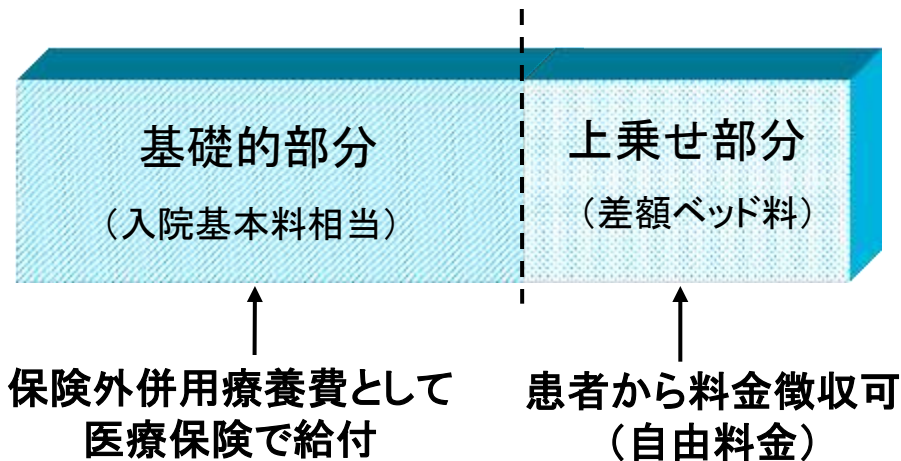 基礎的部分
（入院基本料相当）
上乗せ部分
（差額ベッド料）
保険外併用療養費として
医療保険で給付
患者から料金徴収可
（自由料金）